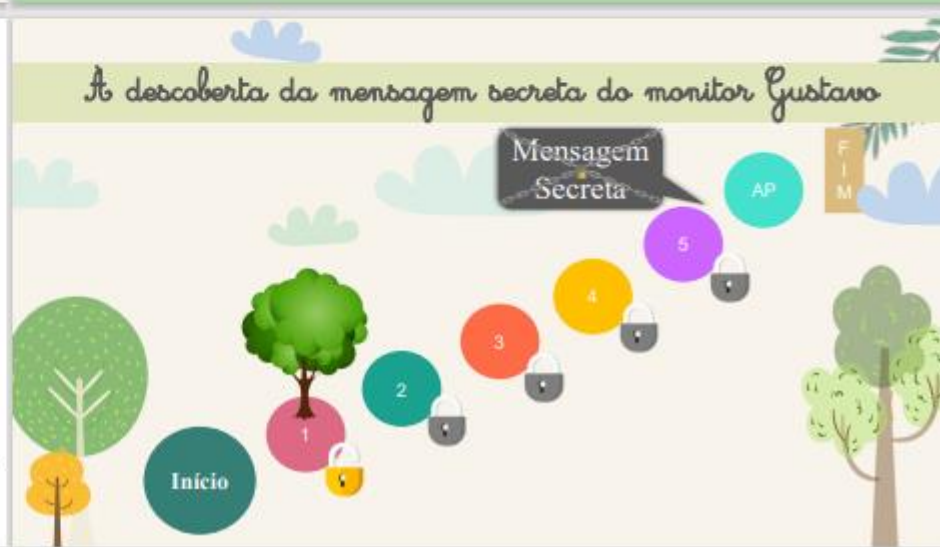 À descoberta da mensagem secreta do monitor Gustavo
Mensagem
Secreta
AP
F
I
M
5
4
3
2
1
Início